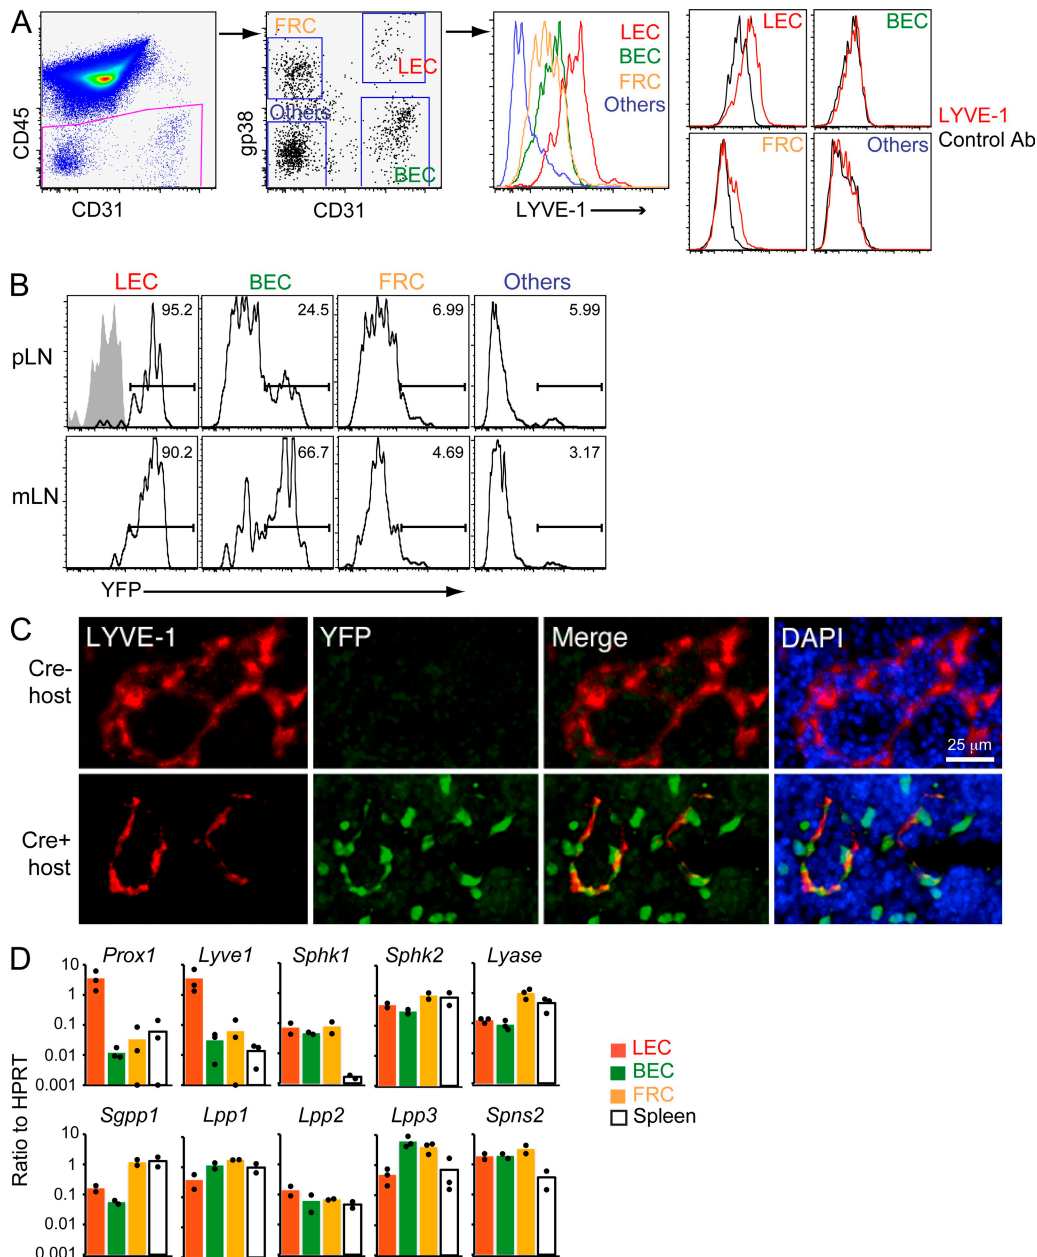 A
CD45
CD31
FRC
LEC
Others
BEC
gp38
CD31
LEC
BEC
FRC
Others
LYVE-1
LEC
BEC
FRC
Others
LYVE-1
Control Ab
B
LEC
BEC
FRC
Others
pLN
95.2
24.5
6.99
5.99
mLN
90.2
66.7
4.69
3.17
YFP
C
LYVE-1
YFP
Merge
DAPI
Cre-
host
25 µm
Cre+
host
D
Ratio to HPRT
Prox1
Lyve1
Sphk1
Sphk2
Lyase
10
1
0.1
0.01
0.001
LEC
BEC
FRC
Spleen
Sgpp1
Lpp1
Lpp2
Lpp3
Spns2
10
1
0.1
0.01
0.001